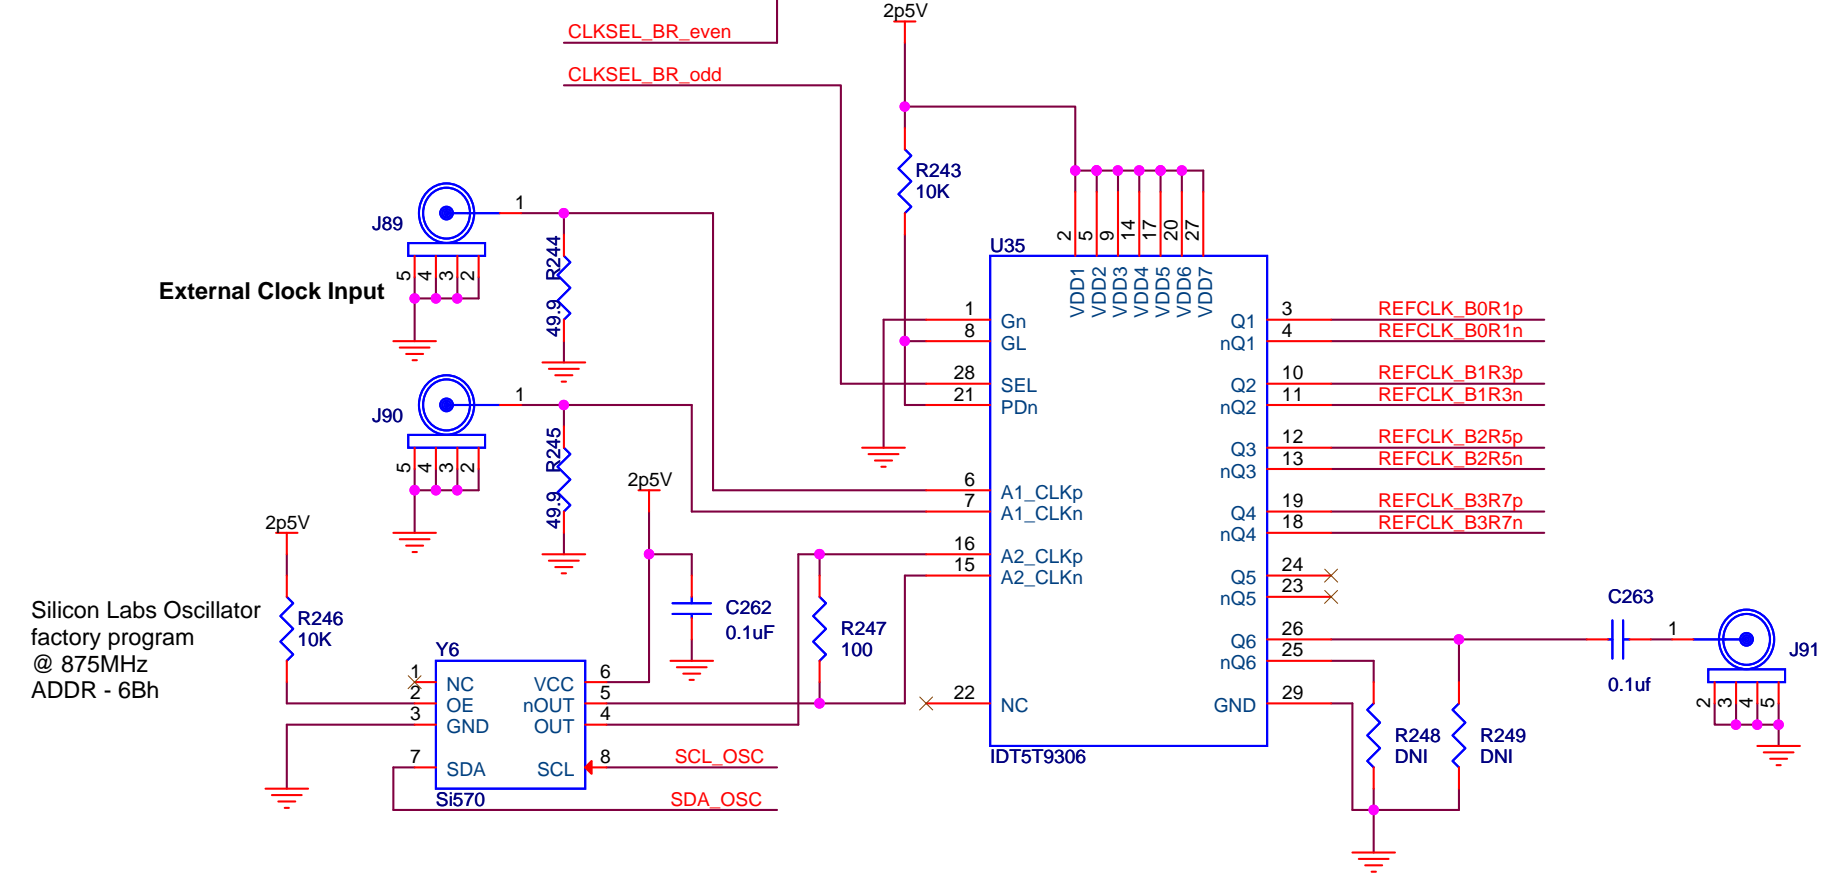 2p5V
CLKSEL_BR_even
CLKSEL_BR_odd
R243
10K
J89
1
5
4
3
2
R244
49.9
External Clock Input
J90
1
5
4
3
2
R245
49.9
2p5V
2p5V
Silicon Labs Oscillator
factory program
@ 875MHz
ADDR - 6Bh
R246
10K
C262
0.1uF
R247
100
Y6
1
NC
2
OE
3
GND
7
SDA
VCC
6
nOUT
5
OUT
4
SCL
8
Si570
SCL_OSC
SDA_OSC
U35
2
5
9
14
17
20
27
VDD1
VDD2
VDD3
VDD4
VDD5
VDD6
VDD7
1
Gn
8
GL
28
SEL
21
PDn
6
A1_CLKp
7
A1_CLKn
16
A2_CLKp
15
A2_CLKn
22
NC
Q1
3
REFCLK_B0R1p
nQ1
4
REFCLK_B0R1n
Q2
10
REFCLK_B1R3p
nQ2
11
REFCLK_B1R3n
Q3
12
REFCLK_B2R5p
nQ3
13
REFCLK_B2R5n
Q4
19
REFCLK_B3R7p
nQ4
18
REFCLK_B3R7n
Q5
24
nQ5
23
Q6
26
nQ6
25
GND
29
IDT5T9306
R248
DNI
R249
DNI
C263
0.1uf
1
J91
2
3
4
5